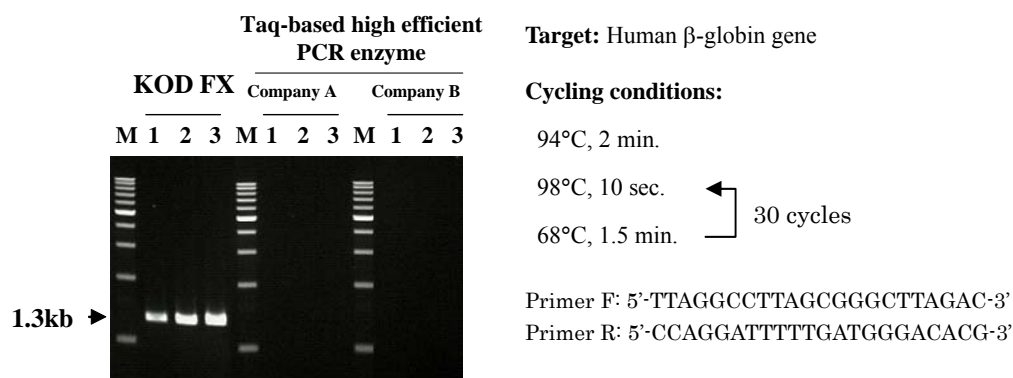 Taq-based high efficient
PCR enzyme
KOD FX
Company A
Company B
M 1 2 3 M 1 2 3 M 1 2 3
1.3kb
Target: Human β-globin gene
Cycling conditions:
94°C, 2 min.
98°C, 10 sec.
30 cycles
68°C, 1.5 min.
Primer F: 5’-TTAGGCCTTAGCGGGCTTAGAC-3’
Primer R: 5’-CCAGGATTTTTGATGGGACACG-3’